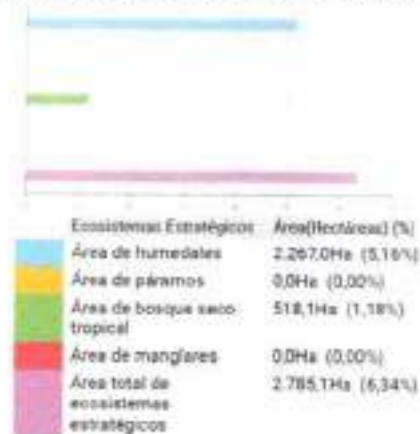 Ecosistemas Estratégicos Área(Hectáreas) (%)
Área de humedales 2.267,0Ha (5,16%)
Área de páramos 0,0Ha (0,00%)
Área de bosque seco 518,1Ha (1,18%)
tropical
Área de manglares 0,0Ha (0,00%)
Área total de 2.785,1Ha (6,34%)
ecosistemas
estratégicos